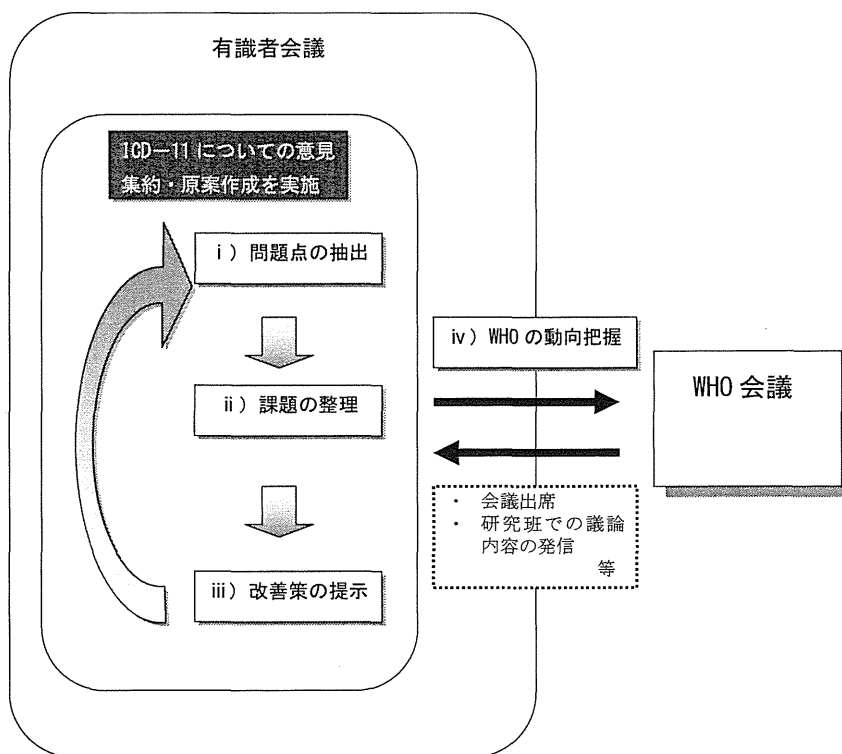 有識者会議
ICD－11 についての意見
集約・原案作成を実施
ⅰ）問題点の抽出
ⅱ）課題の整理
ⅲ）改善策の提示
ⅳ）WHO の動向把握
WHO 会議
・ 会議出席
・ 研究班での議論
内容の発信
等